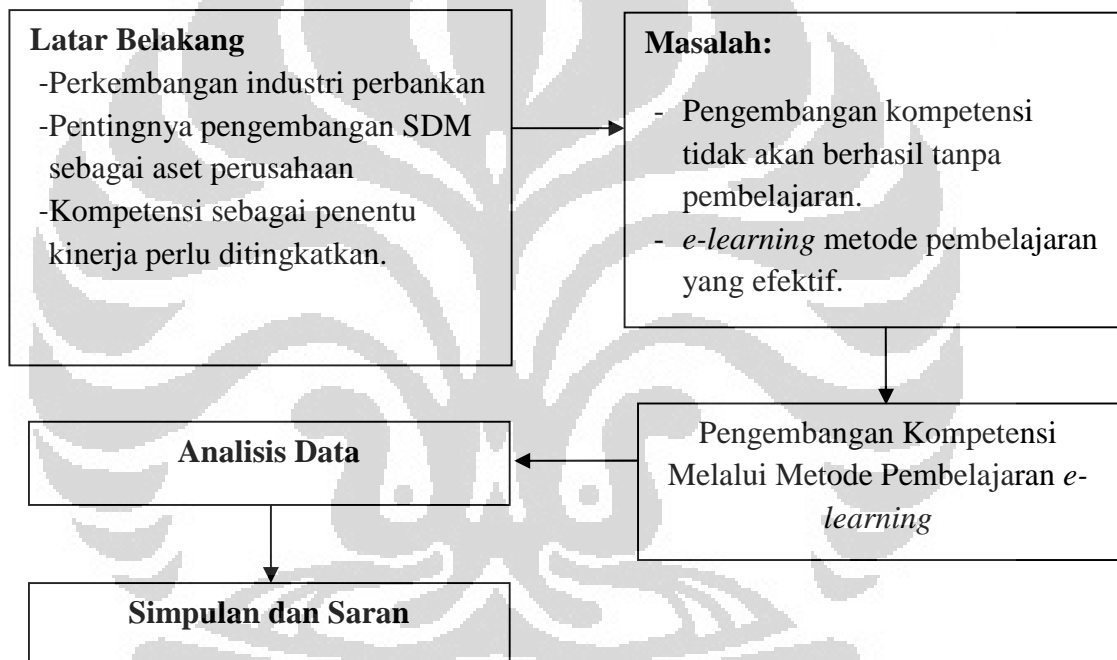 Latar Belakang
-Perkembangan industri perbankan
-Pentingnya pengembangan SDM
sebagai aset perusahaan
-Kompetensi sebagai penentu
kinerja perlu ditingkatkan.
Masalah:
- Pengembangan kompetensi
tidak akan berhasil tanpa
pembelajaran.
- e-learning metode pembelajaran
yang efektif.
Pengembangan Kompetensi
Melalui Metode Pembelajaran e-
learning
Analisis Data
Simpulan dan Saran